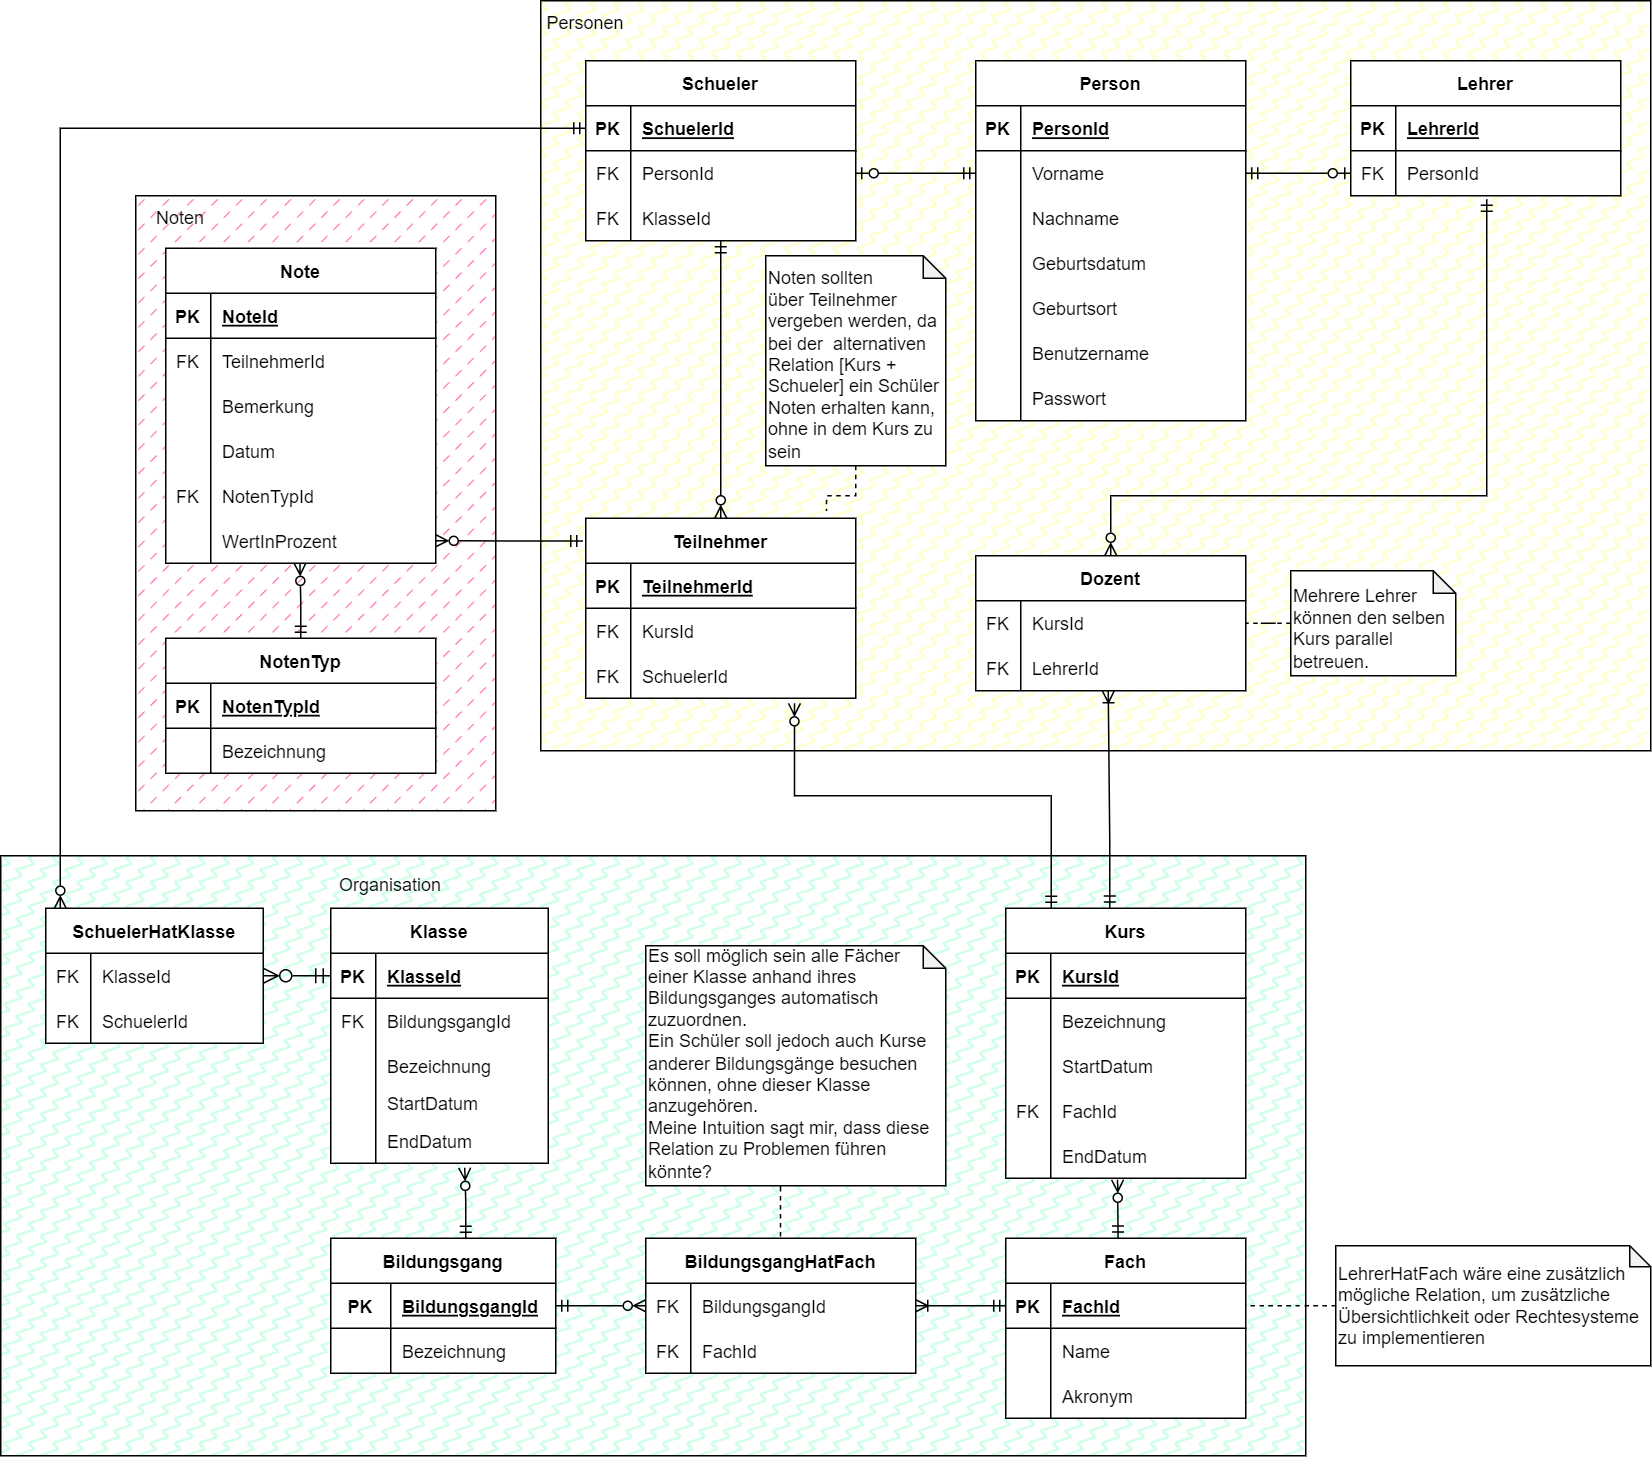 Personen
Schueler
PK SchuelerId
FK PersonId
FK KlasseId
Person
PK PersonId
Vorname
Nachname
Geburtsdatum
Geburtsort
Benutzername
Passwort
Lehrer
PK LehrerId
FK PersonId
Noten
Note
PK NoteId
FK TeilnehmerId
Bemerkung
Datum
FK NotenTypId
WertInProzent
Noten sollten
über Teilnehmer
vergeben werden, da
bei der alternativen
Relation [Kurs +
Schueler] ein Schüler
Noten erhalten kann,
ohne in dem Kurs zu
sein
Teilnehmer
PK TeilnehmerId
FK KursId
FK SchuelerId
Dozent
FK KursId
FK LehrerId
Mehrere Lehrer
können den selben
Kurs parallel
betreuen.
NotenTyp
PK NotenTypId
Bezeichnung
Organisation
SchuelerHatKlasse
FK KlasseId
FK SchuelerId
Klasse
PK KlasseId
FK BildungsgangId
Bezeichnung
StartDatum
EndDatum
Es soll möglich sein alle Fächer
einer Klasse anhand ihres
Bildungsganges automatisch
zuzuordnen.
Ein Schüler soll jedoch auch Kurse
anderer Bildungsgänge besuchen
können, ohne dieser Klasse
anzugehören.
Meine Intuition sagt mir, dass diese
Relation zu Problemen führen
könnte?
Kurs
PK KursId
Bezeichnung
StartDatum
FK FachId
EndDatum
Bildungsgang
PK BildungsgangId
Bezeichnung
BildungsgangHatFach
FK BildungsgangId
FK FachId
Fach
PK FachId
Name
Akronym
LehrerHatFach wäre eine zusätzlich
mögliche Relation, um zusätzliche
Übersichtlichkeit oder Rechtesysteme
zu implementieren